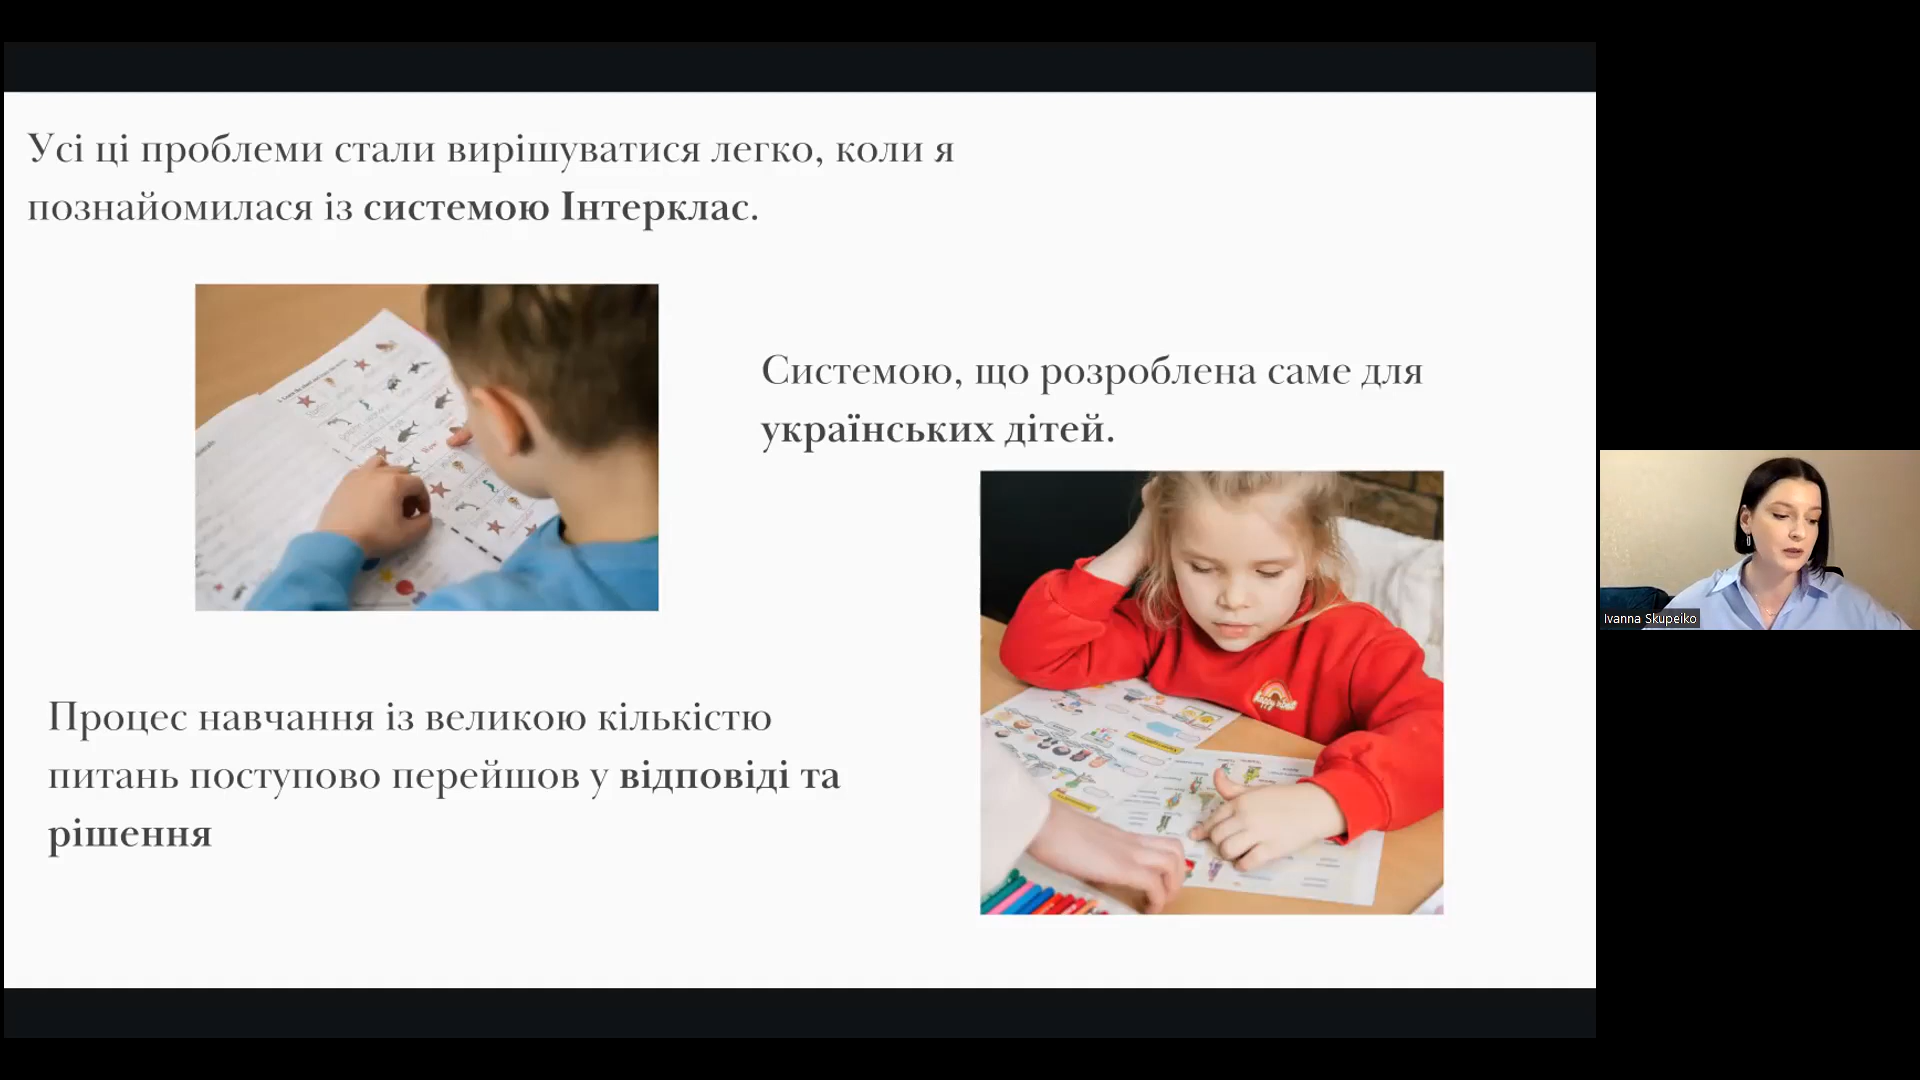 Усі ці проблеми стали вирішуватися легко, коли я
познайомилася із системою Інтерклас.
Системою, що розроблена саме для
українських дітей.
Процес навчання із великою кількістю
питань поступово перейшов у відповіді та
рішення
Ivanna Skupeiko